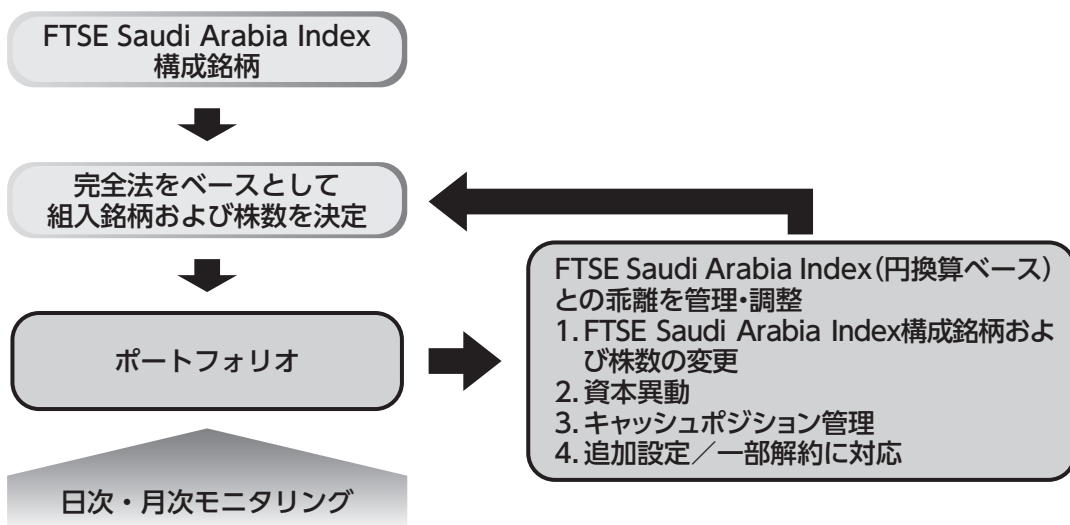 FTSE Saudi Arabia Index
構成銘柄
完全法をベースとして
組入銘柄および株数を決定
ポートフォリオ
日次・月次モニタリング
FTSE Saudi Arabia Index(円換算ベース)
との乖離を管理・調整
1. FTSE Saudi Arabia Index構成銘柄およ
び株数の変更
2. 資本異動
3. キャッシュポジション管理
4. 追加設定／一部解約に対応